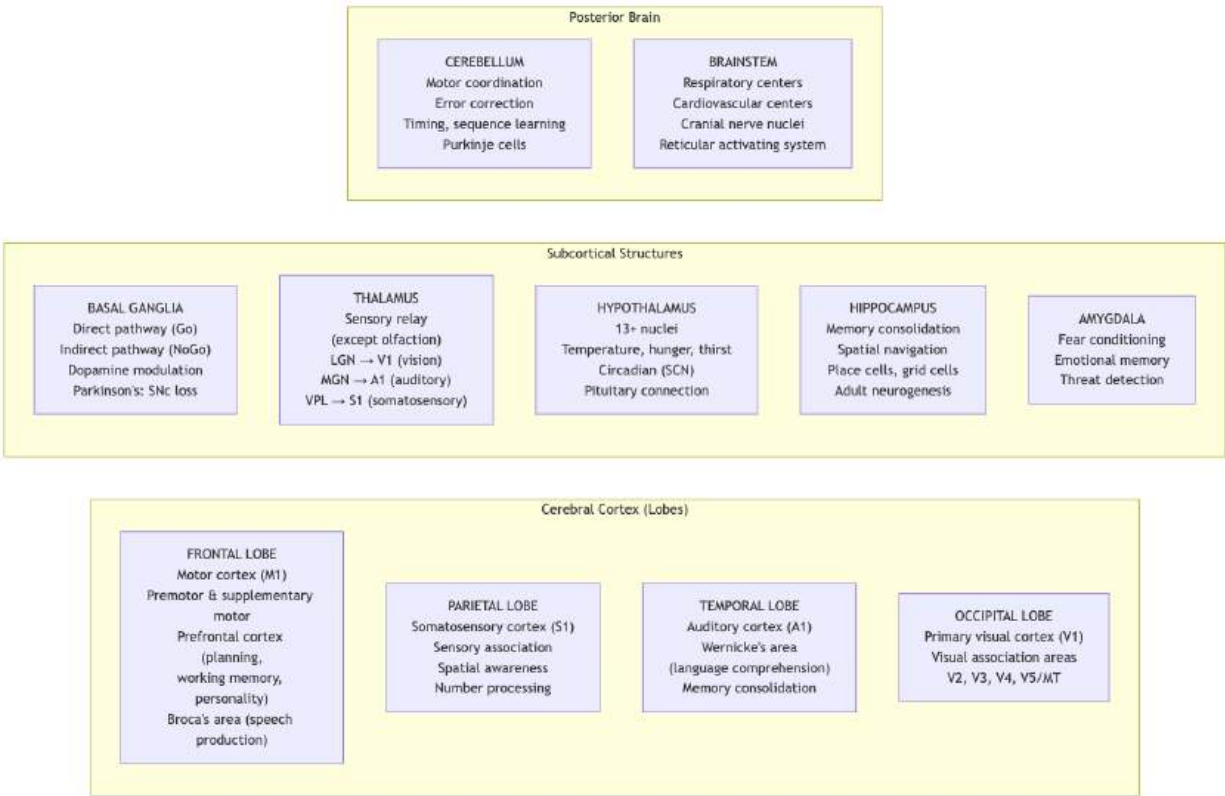 Posterior Brain
CEREBELLUM
Motor coordination
Error correction
Timing, sequence learning
Purkinje cells
BRAINSTEM
Respiratory centers
Cardiovascular centers
Cranial nerve nuclei
Reticular activating system
Subcortical Structures
BASAL GANGLIA
Direct pathway (Go)
Indirect pathway (NoGo)
Dopamine modulation
Parkinson's: SNc loss
THALAMUS
Sensory relay
(except olfaction)
LGN → V1 (vision)
MGN → A1 (auditory)
VPL → S1 (somatosensory)
HYPOTHALAMUS
13+ nuclei
Temperature, hunger, thirst
Circadian (SCN)
Pituitary connection
HIPPOCAMPUS
Memory consolidation
Spatial navigation
Place cells, grid cells
Adult neurogenesis
AMYGDALA
Fear conditioning
Emotional memory
Threat detection
Cerebral Cortex (Lobes)
FRONTAL LOBE
Motor cortex (M1)
Premotor & supplementary
motor
Prefrontal cortex
(planning,
working memory,
personality)
Broca's area (speech
production)
PARIETAL LOBE
Somatosensory cortex (S1)
Sensory association
Spatial awareness
Number processing
TEMPORAL LOBE
Auditory cortex (A1)
Wernicke's area
(language comprehension)
Memory consolidation
OCCIPITAL LOBE
Primary visual cortex (V1)
Visual association areas
V2, V3, V4, V5/MT